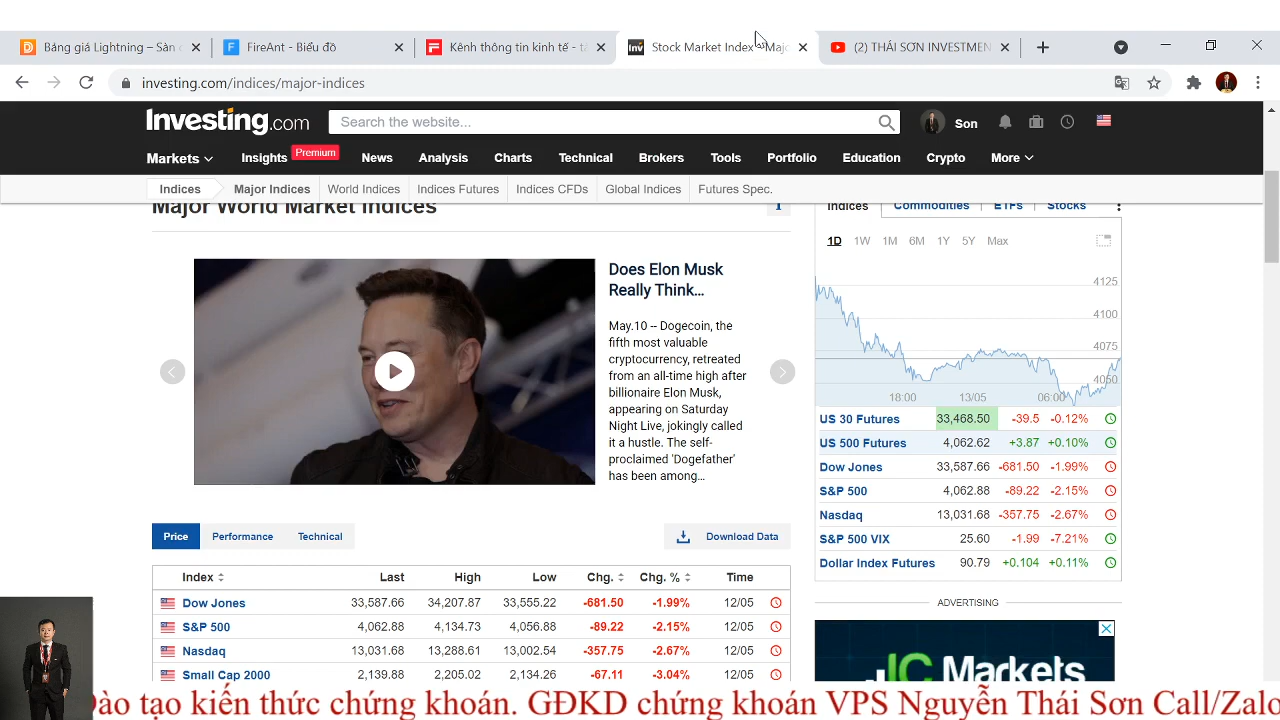 Bảng giá Lightning – Sàn
FireAnt - Biểu đồ
Kênh thông tin kinh tế - tà
Stock Market Index - Majo
(2) THÁI SƠN INVESTMEN
investing.com/indices/major-indices
Investing.com
Search the website...
Son
Markets
Insights
Premium
News
Analysis
Charts
Technical
Brokers
Tools
Portfolio
Education
Crypto
More
Indices
Major Indices
World Indices
Indices Futures
Indices CFDs
Global Indices
Futures Spec.
Major World Market Indices
Does Elon Musk
Really Think...
May.10 -- Dogecoin, the
fifth most valuable
cryptocurrency, retreated
from an all-time high after
billionaire Elon Musk,
appearing on Saturday
Night Live, jokingly called
it a hustle. The self-
proclaimed 'Dogefather'
has been among...
Indices Commodities ETFs Stocks
1D 1W 1M 6M 1Y 5Y Max
4125
4100
4075
4050
18:00 13/05 06:00
US 30 Futures 33,468.50 -39.5 -0.12%
US 500 Futures 4,062.62 +3.87 +0.10%
Dow Jones 33,587.66 -681.50 -1.99%
S&P 500 4,062.88 -89.22 -2.15%
Nasdaq 13,031.68 -357.75 -2.67%
S&P 500 VIX 25.60 -1.99 -7.21%
Dollar Index Futures 90.79 +0.104 +0.11%
ADVERTISING
IC Markets
Price Performance Technical
Download Data
Index Last High Low Chg. Chg. % Time
Dow Jones 33,587.66 34,207.87 33,555.22 -681.50 -1.99% 12/05
S&P 500 4,062.88 4,134.73 4,056.88 -89.22 -2.15% 12/05
Nasdaq 13,031.68 13,288.61 13,002.54 -357.75 -2.67% 12/05
Small Cap 2000 2,139.88 2,205.02 2,134.26 -67.11 -3.04% 12/05
Đào tạo kiến thức chứng khoán. GĐKD chứng khoán VPS Nguyễn Thái Sơn Call/Zalo